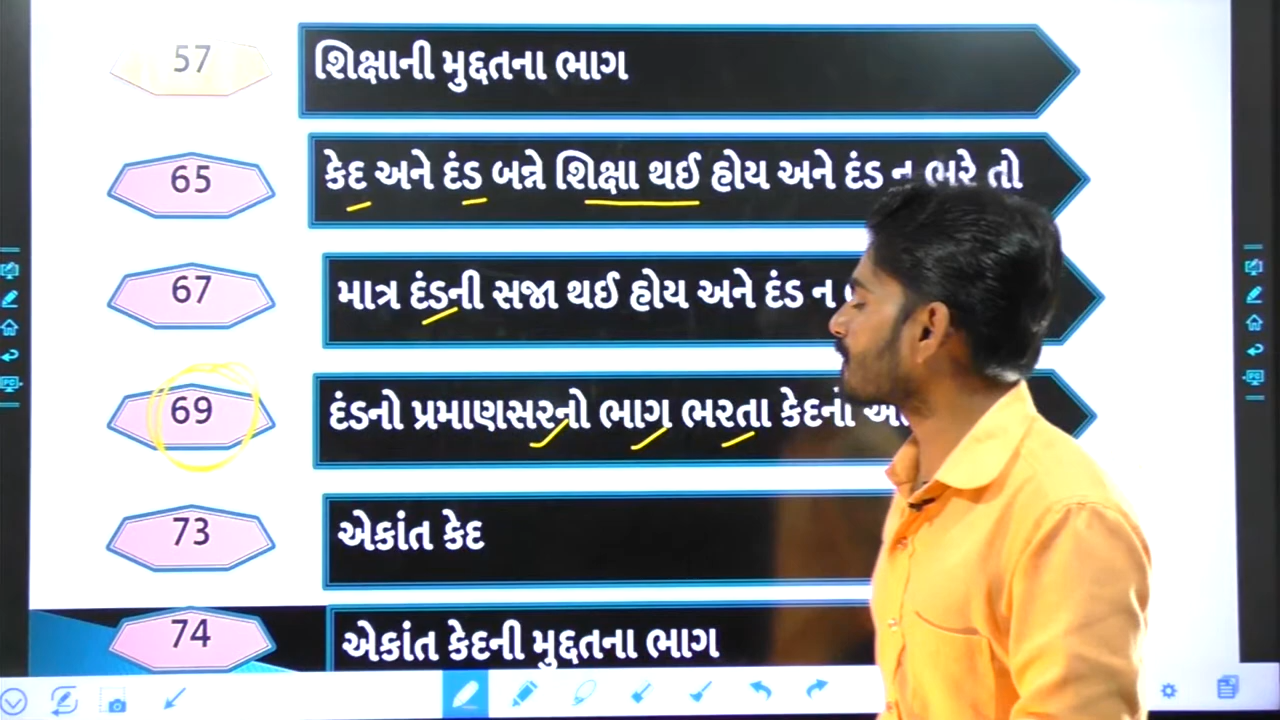 57 શિક્ષાની મુદ્દતના ભાગ
65 કેદ અને દંડ બન્ને શિક્ષા થઈ હોય અને દંડ ન ભરે તો
67 માત્ર દંડની સજા થઈ હોય અને દંડ ન
69 દંડનો પ્રમાણસરનો ભાગ ભરતા કેદનો
73 એકાંત કેદ
74 એકાંત કેદની મુદ્દતના ભાગ